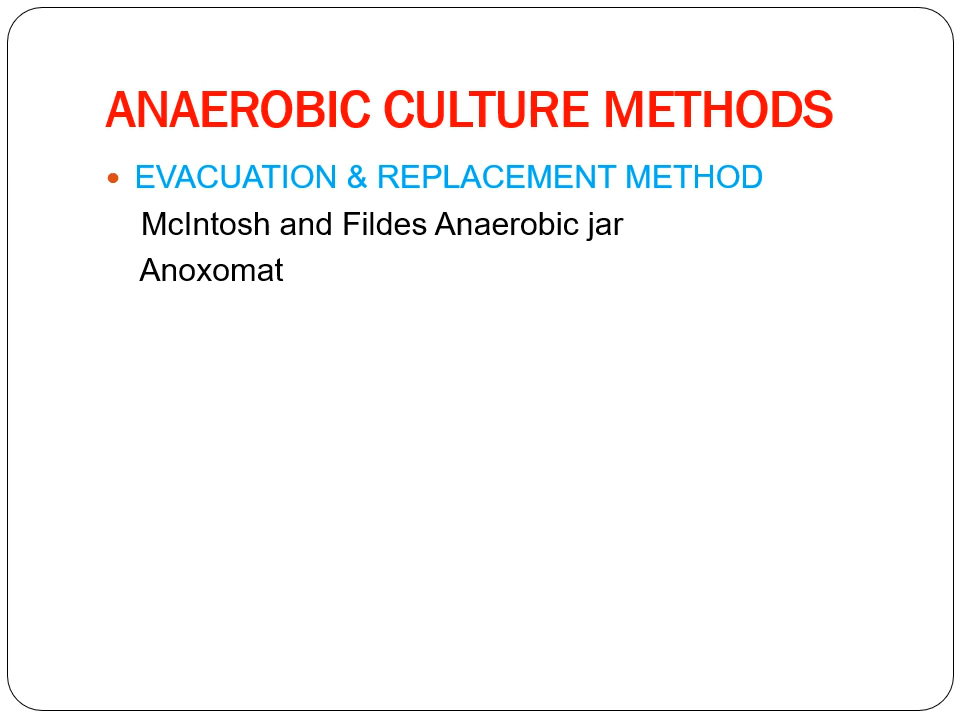 ANAEROBIC CULTURE METHODS
• EVACUATION & REPLACEMENT METHOD
McIntosh and Fildes Anaerobic jar
Anoxomat